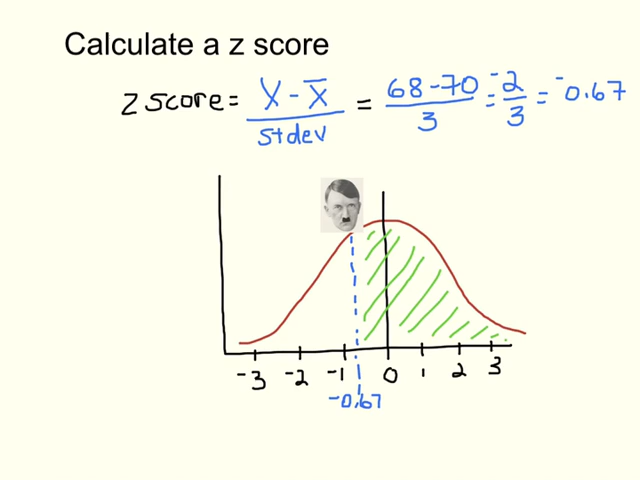 Calculate a z score
z score = X - X̄ / stdev = 68-70 / 3 = -2 / 3 = -0.67
-3 -2 -1 0 1 2 3
-0.67